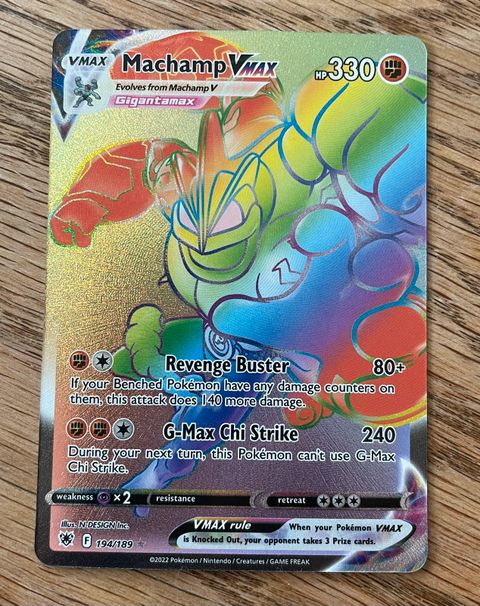 VMAX Machamp VMAX HP 330
Evolves from Machamp V
Gigantamax
Revenge Buster 80+
If your Benched Pokémon have any damage counters
on them, this attack does 140 more damage.
G-Max Chi Strike 240
During your next turn, this Pokémon can't use G-Max
Chi Strike.
weakness ×2 resistance retreat
Illus. N-DESIGN Inc.
F 194/189
VMAX rule When your Pokémon VMAX
is Knocked Out, your opponent takes 3 Prize cards.
©2022 Pokémon / Nintendo / Creatures / GAME FREAK